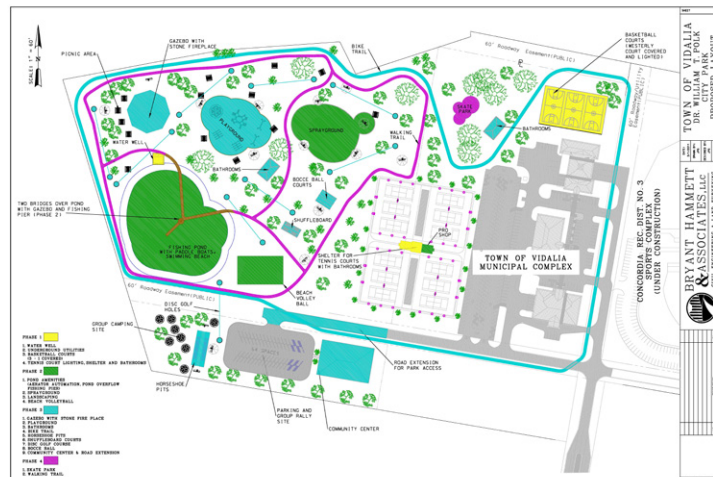 GAZEBO WITH
STONE FIREPLACE
PICNIC AREA
BIKE
TRAIL
60' Roadway Easement(PUBLIC)
BASKETBALL
COURTS
(WESTERLY
COURT COVERED
AND LIGHTED)
SCALE: 1" = 60'
WATER WELL
PLAYGROUND
SPRAYGROUND
SKATE
PARK
BATHROOMS
WALKING
TRAIL
BATHROOMS
BOCCE BALL
COURTS
TWO BRIDGES OVER POND
WITH GAZEBO AND FISHING
PIER (PHASE 2)
SHUFFLEBOARD
PRO
SHOP
FISHING POND
WITH PADDLE BOATS/
SWIMMING BEACH
SHELTER FOR
TENNIS COURTS
WITH BATHROOMS
TOWN OF VIDALIA
MUNICIPAL COMPLEX
CONCORDIA REC. DIST. NO. 3
SPORTS COMPLEX
(UNDER CONSTRUCTION)
BEACH
VOLLEY
BALL
60' Roadway Easement(PUBLIC)
DISC GOLF
HOLES
GROUP CAMPING
SITE
ROAD EXTENSION
FOR PARK ACCESS
HORSESHOE
PITS
PARKING AND
GROUP RALLY
SITE
COMMUNITY CENTER
PHASE 1
1. WATER WELL
2. UNDERGROUND UTILITIES
3. BASKETBALL COURTS
4. TENNIS COURT LIGHTING, SHELTER AND BATHROOMS
PHASE 2
1. POND AMENITIES
(AERATOR AUTOMATION, POND OVERFLOW
FISHING PIER)
2. SPRAYGROUND
3. LANDSCAPING
4. BEACH VOLLEYBALL
PHASE 3
1. GAZEBO WITH STONE FIRE PLACE
2. PLAYGROUND
3. BATHROOMS
4. BIKE TRAIL
5. HORSESHOE PITS
6. SHUFFLEBOARD COURTS
7. DISC GOLF COURSE
8. BOCCE BALL
9. COMMUNITY CENTER & ROAD EXTENSION
PHASE 4
1. SKATE PARK
2. WALKING TRAIL
TOWN OF VIDALIA
DR. WILLIAM T. POLK
CITY PARK
BRYANT HAMMETT
& ASSOCIATES, LLC